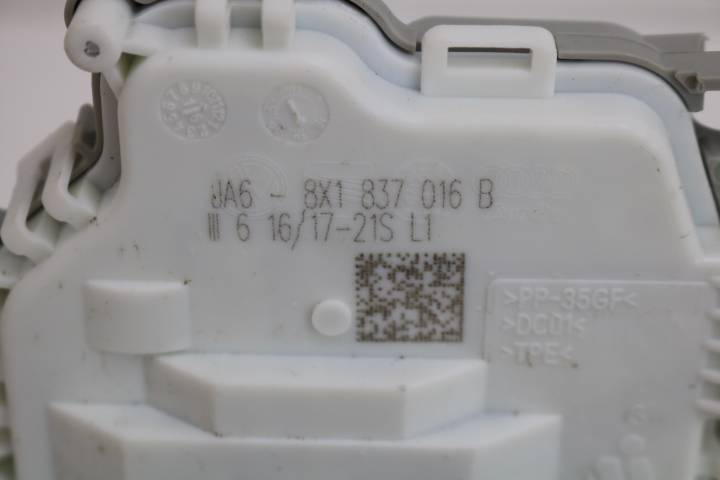 JA6 - 8X1 837 016 B
III 6 16/17-21S L1
>PP-35GF<
>DC01<
>TPE<